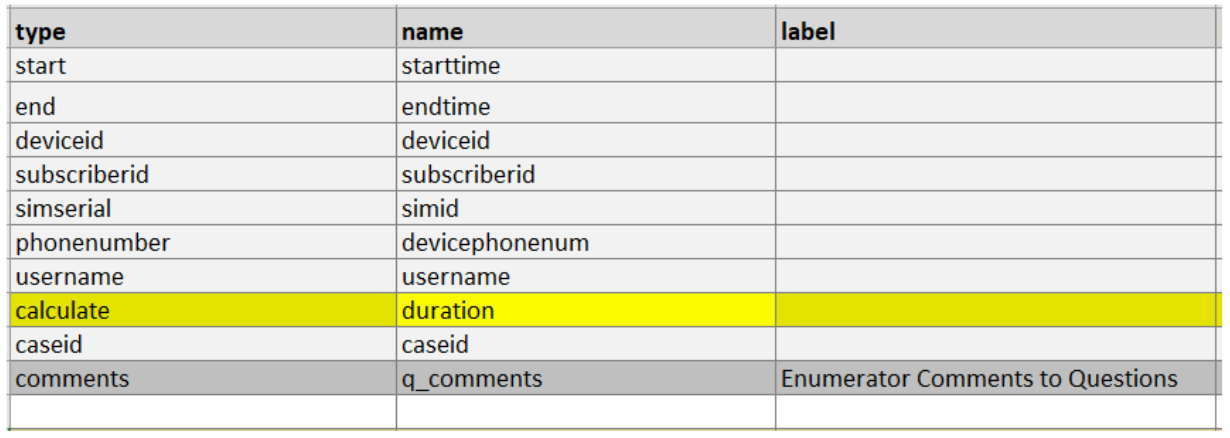 type name label
start starttime
end endtime
deviceid deviceid
subscriberid subscriberid
simserial simid
phonenumber devicephonenum
username username
calculate duration
caseid caseid
comments q_comments Enumerator Comments to Questions